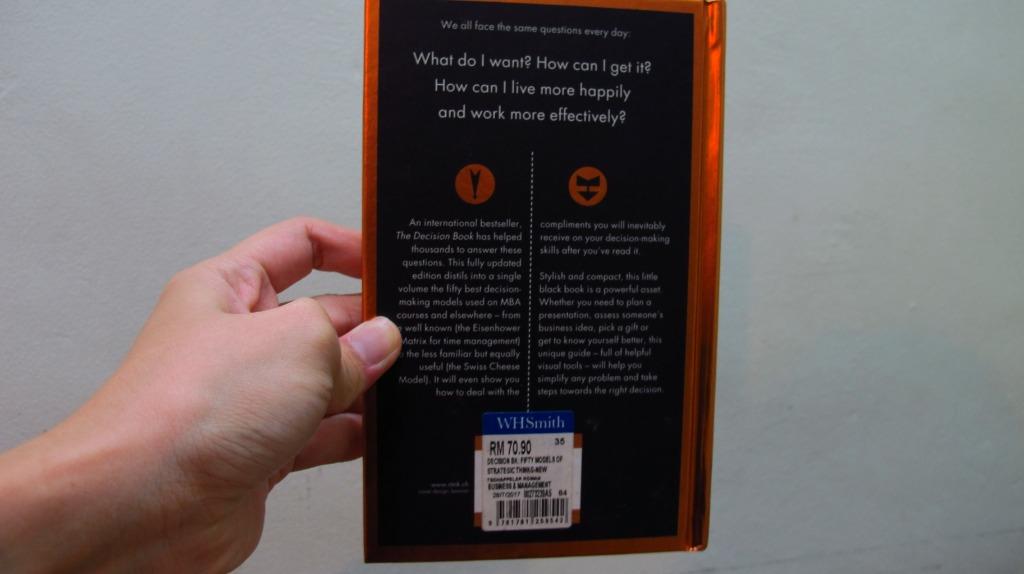 We all face the same questions every day:
What do I want? How can I get it?
How can I live more happily
and work more effectively?
An international bestseller,
The Decision Book has helped
thousands to answer these
questions. This fully updated
edition distils into a single
volume the fifty best decision-
making models used on MBA
courses and elsewhere – from
well known (the Eisenhower
Matrix for time management)
the less familiar but equally
useful (the Swiss Cheese
Model). It will even show you
how to deal with the
compliments you will inevitably
receive on your decision-making
skills after you've read it.
Stylish and compact, this little
black book is a powerful asset.
Whether you need to plan a
presentation, assess someone's
business idea, pick a gift or
get to know yourself better, this
unique guide – full of helpful
visual tools – will help you
simplify any problem and take
steps towards the right decision.
WHSmith
RM 70.90 35
DECISION BK: FIFTY MODELS OF
STRATEGIC THINKG-NEW
TSCHAPPELER ROMAN
BUSINESS & MANAGEMENT
28/7/2017 84